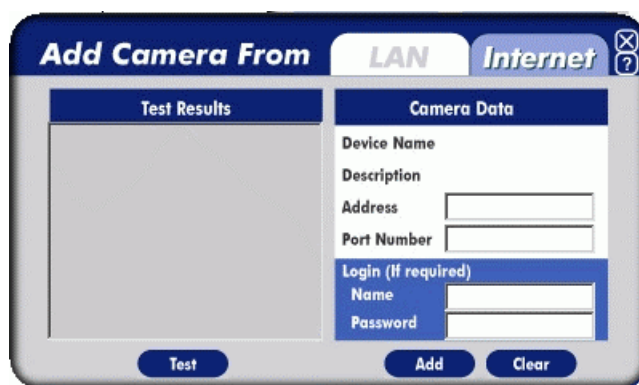 Add Camera From LAN Internet
?
Test Results
Camera Data
Device Name
Description
Address
Port Number
Login (If required)
Name
Password
Test Add Clear